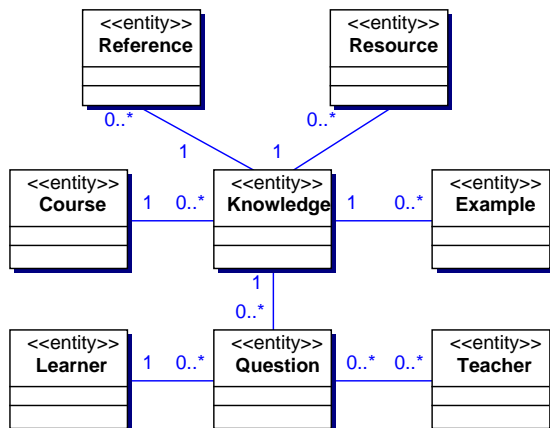 <<entity>>
Reference
<<entity>>
Resource
0..*
0..*
1
1
<<entity>>
Course
1
0..*
<<entity>>
Knowledge
1
0..*
<<entity>>
Example
1
0..*
<<entity>>
Learner
1
0..*
<<entity>>
Question
0..*
0..*
<<entity>>
Teacher